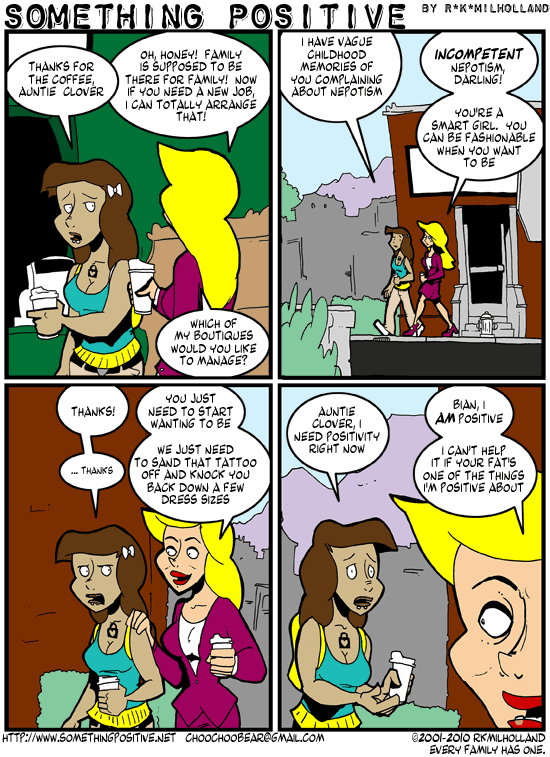 SOMETHING POSITIVE
BY R*K*MILHOLLAND
THANKS FOR
THE COFFEE,
AUNTIE CLOVER
OH, HONEY! FAMILY
IS SUPPOSED TO BE
THERE FOR FAMILY! NOW
IF YOU NEED A NEW JOB,
I CAN TOTALLY ARRANGE
THAT!
WHICH OF
MY BOUTIQUES
WOULD YOU LIKE
TO MANAGE?
I HAVE VAGUE
CHILDHOOD
MEMORIES OF
YOU COMPLAINING
ABOUT NEPOTISM
INCOMPETENT
NEPOTISM,
DARLING!
YOU'RE A
SMART GIRL. YOU
CAN BE FASHIONABLE
WHEN YOU WANT
TO BE
THANKS!
... THANKS
YOU JUST
NEED TO START
WANTING TO BE
WE JUST NEED
TO SAND THAT TATTOO
OFF AND KNOCK YOU
BACK DOWN A FEW
DRESS SIZES
AUNTIE
CLOVER, I
NEED POSITIVITY
RIGHT NOW
BIAN, I
AM POSITIVE
I CAN'T HELP
IT IF YOUR FAT'S
ONE OF THE THINGS
I'M POSITIVE ABOUT
HTTP://WWW.SOMETHINGPOSITIVE.NET CHOOCHOOBEAR@GMAIL.COM
©2001-2010 RKMILHOLLAND
EVERY FAMILY HAS ONE.